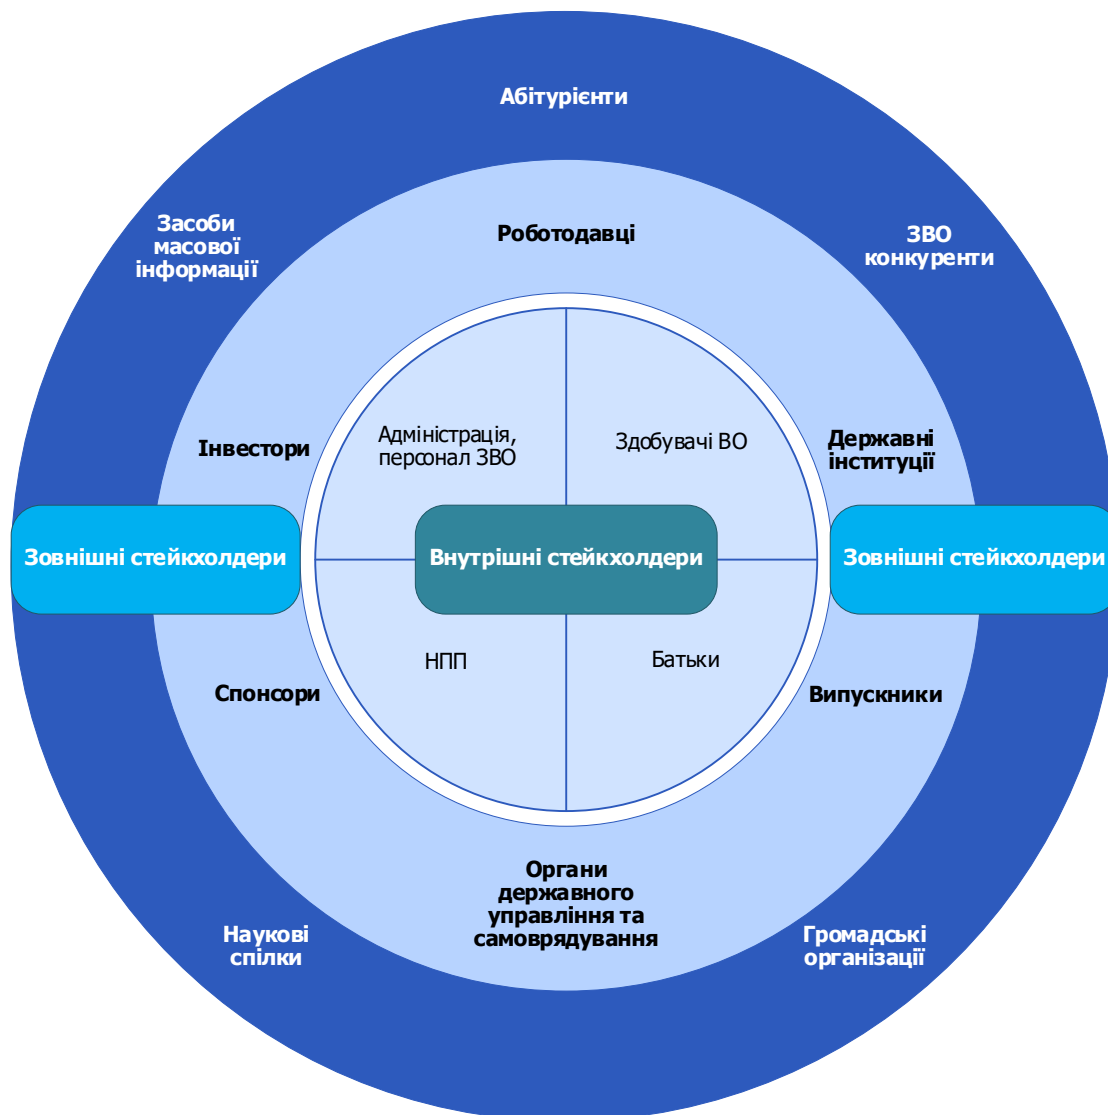 Абітурієнти
Засоби
масової
інформації
ЗВО
конкуренти
Роботодавці
Інвестори
Адміністрація,
персонал ЗВО
Здобувачі ВО
Державні
інституції
Зовнішні стейкхолдери
Внутрішні стейкхолдери
Зовнішні стейкхолдери
Спонсори
НПП
Батьки
Випускники
Органи
державного
управління та
самоврядування
Наукові
спілки
Громадські
організації